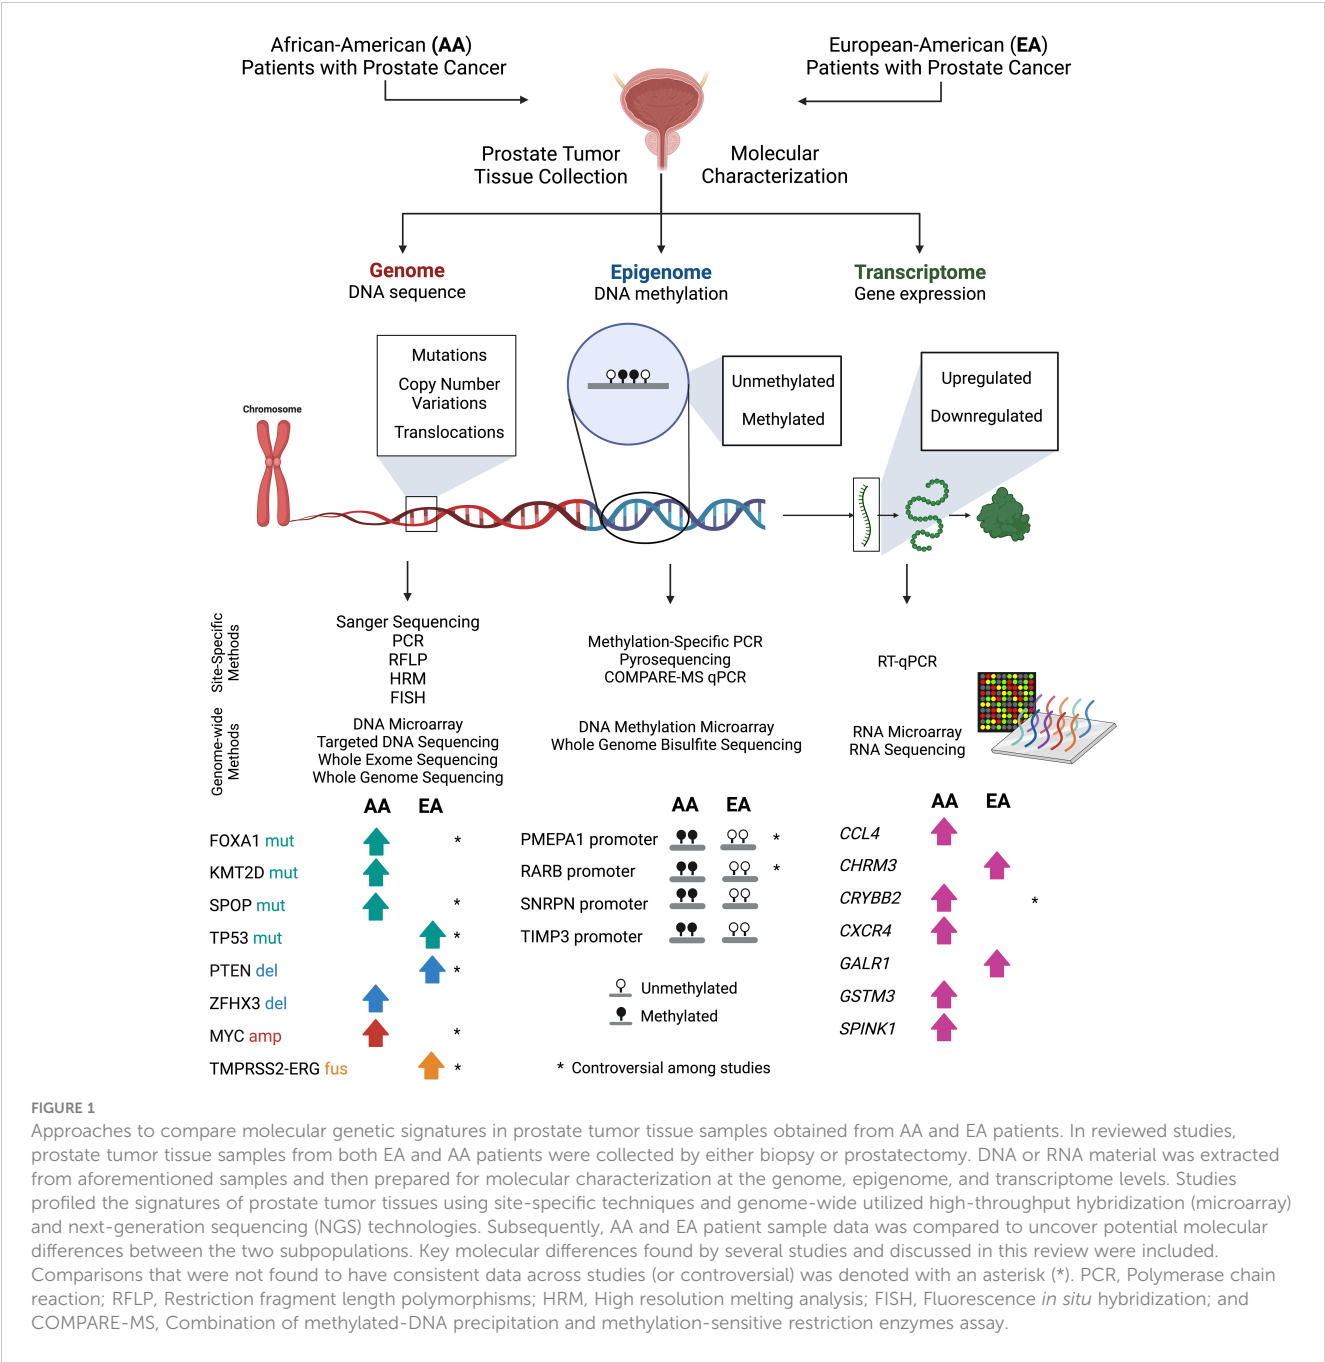 African-American (AA)
Patients with Prostate Cancer
European-American (EA)
Patients with Prostate Cancer
Prostate Tumor
Tissue Collection
Molecular
Characterization
Genome
DNA sequence
Epigenome
DNA methylation
Transcriptome
Gene expression
Mutations
Copy Number
Variations
Translocations
Unmethylated
Methylated
Upregulated
Downregulated
Chromosome
Site-Specific
Methods
Sanger Sequencing
PCR
RFLP
HRM
FISH
Methylation-Specific PCR
Pyrosequencing
COMPARE-MS qPCR
RT-qPCR
Genome-wide
Methods
DNA Microarray
Targeted DNA Sequencing
Whole Exome Sequencing
Whole Genome Sequencing
DNA Methylation Microarray
Whole Genome Bisulfite Sequencing
RNA Microarray
RNA Sequencing
AA EA
FOXA1 mut *
KMT2D mut
SPOP mut *
TP53 mut *
PTEN del *
ZFHX3 del
MYC amp *
TMPRSS2-ERG fus *
AA EA
PMEPA1 promoter *
RARB promoter *
SNRPN promoter
TIMP3 promoter
Unmethylated
Methylated
* Controversial among studies
AA EA
CCL4
CHRM3
CRYBB2 *
CXCR4
GALR1
GSTM3
SPINK1
FIGURE 1
Approaches to compare molecular genetic signatures in prostate tumor tissue samples obtained from AA and EA patients. In reviewed studies,
prostate tumor tissue samples from both EA and AA patients were collected by either biopsy or prostatectomy. DNA or RNA material was extracted
from aforementioned samples and then prepared for molecular characterization at the genome, epigenome, and transcriptome levels. Studies
profiled the signatures of prostate tumor tissues using site-specific techniques and genome-wide utilized high-throughput hybridization (microarray)
and next-generation sequencing (NGS) technologies. Subsequently, AA and EA patient sample data was compared to uncover potential molecular
differences between the two subpopulations. Key molecular differences found by several studies and discussed in this review were included.
Comparisons that were not found to have consistent data across studies (or controversial) was denoted with an asterisk (*). PCR, Polymerase chain
reaction; RFLP, Restriction fragment length polymorphisms; HRM, High resolution melting analysis; FISH, Fluorescence in situ hybridization; and
COMPARE-MS, Combination of methylated-DNA precipitation and methylation-sensitive restriction enzymes assay.